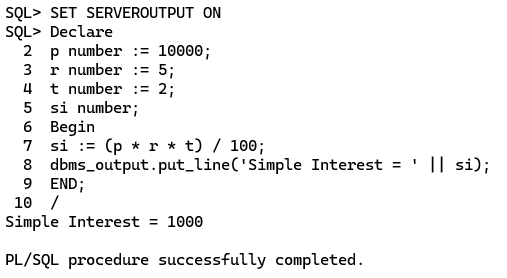 SQL> SET SERVEROUTPUT ON
SQL> Declare
  2  p number := 10000;
  3  r number := 5;
  4  t number := 2;
  5  si number;
  6  Begin
  7  si := (p * r * t) / 100;
  8  dbms_output.put_line('Simple Interest = ' || si);
  9  END;
 10  /
Simple Interest = 1000

PL/SQL procedure successfully completed.